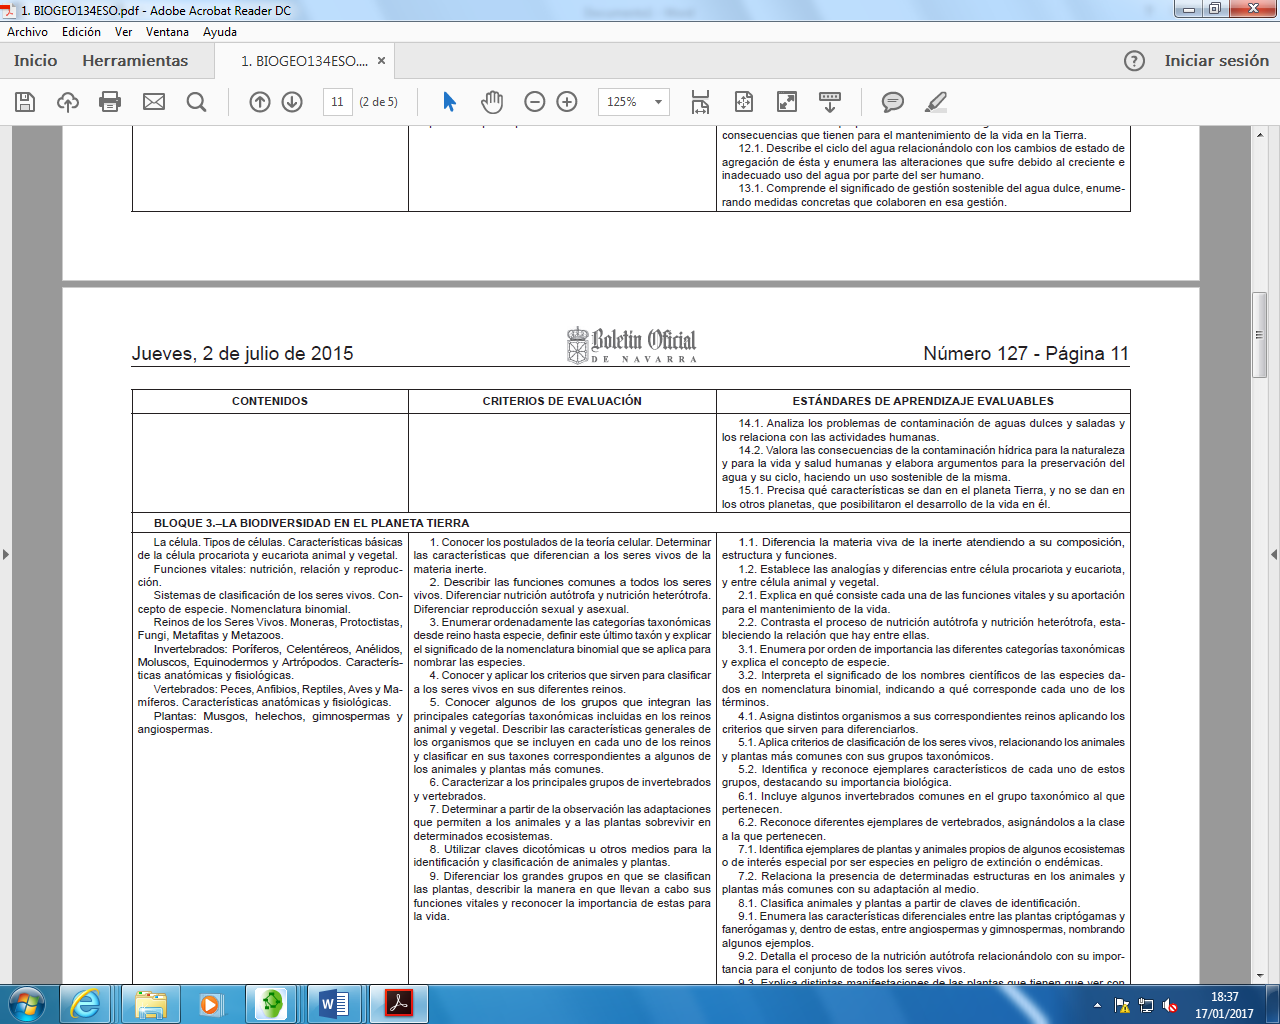 1. BIOGEO134ESO.pdf - Adobe Acrobat Reader DC
Archivo Edición Ver Ventana Ayuda
Inicio Herramientas 1. BIOGEO134ESO.... × Iniciar sesión
11 (2 de 5) 125%
consecuencias que tienen para el mantenimiento de la vida en la Tierra.
12.1. Describe el ciclo del agua relacionándolo con los cambios de estado de
agregación de ésta y enumera las alteraciones que sufre debido al creciente e
inadecuado uso del agua por parte del ser humano.
13.1. Comprende el significado de gestión sostenible del agua dulce, enume-
rando medidas concretas que colaboren en esa gestión.
Jueves, 2 de julio de 2015
Boletín Oficial
DE NAVARRA
Número 127 - Página 11
CONTENIDOS
CRITERIOS DE EVALUACIÓN
ESTÁNDARES DE APRENDIZAJE EVALUABLES
14.1. Analiza los problemas de contaminación de aguas dulces y saladas y
los relaciona con las actividades humanas.
14.2. Valora las consecuencias de la contaminación hídrica para la naturaleza
y para la vida y salud humanas y elabora argumentos para la preservación del
agua y su ciclo, haciendo un uso sostenible de la misma.
15.1. Precisa qué características se dan en el planeta Tierra, y no se dan en
los otros planetas, que posibilitaron el desarrollo de la vida en él.
BLOQUE 3.–LA BIODIVERSIDAD EN EL PLANETA TIERRA
La célula. Tipos de células. Características básicas
de la célula procariota y eucariota animal y vegetal.
Funciones vitales: nutrición, relación y reproduc-
ción.
Sistemas de clasificación de los seres vivos. Con-
cepto de especie. Nomenclatura binomial.
Reinos de los Seres Vivos. Moneras, Protoctistas,
Fungi, Metafitas y Metazoos.
Invertebrados: Poríferos, Celentéreos, Anélidos,
Moluscos, Equinodermos y Artrópodos. Caracterís-
ticas anatómicas y fisiológicas.
Vertebrados: Peces, Anfibios, Reptiles, Aves y Ma-
míferos. Características anatómicas y fisiológicas.
Plantas: Musgos, helechos, gimnospermas y
angiospermas.
1. Conocer los postulados de la teoría celular. Determinar
las características que diferencian a los seres vivos de la
materia inerte.
2. Describir las funciones comunes a todos los seres
vivos. Diferenciar nutrición autótrofa y nutrición heterótrofa.
Diferenciar reproducción sexual y asexual.
3. Enumerar ordenadamente las categorías taxonómicas
desde reino hasta especie, definir este último taxón y explicar
el significado de la nomenclatura binomial que se aplica para
nombrar las especies.
4. Conocer y aplicar los criterios que sirven para clasificar
a los seres vivos en sus diferentes reinos.
5. Conocer algunos de los grupos que integran las
principales categorías taxonómicas incluidas en los reinos
animal y vegetal. Describir las características generales de
los organismos que se incluyen en cada uno de los reinos
y clasificar en sus taxones correspondientes a algunos de
los animales y plantas más comunes.
6. Caracterizar a los principales grupos de invertebrados
y vertebrados.
7. Determinar a partir de la observación las adaptaciones
que permiten a los animales y a las plantas sobrevivir en
determinados ecosistemas.
8. Utilizar claves dicotómicas u otros medios para la
identificación y clasificación de animales y plantas.
9. Diferenciar los grandes grupos en que se clasifican
las plantas, describir la manera en que llevan a cabo sus
funciones vitales y reconocer la importancia de estas para
la vida.
1.1. Diferencia la materia viva de la inerte atendiendo a su composición,
estructura y funciones.
1.2. Establece las analogías y diferencias entre célula procariota y eucariota,
y entre célula animal y vegetal.
2.1. Explica en qué consiste cada una de las funciones vitales y su aportación
para el mantenimiento de la vida.
2.2. Contrasta el proceso de nutrición autótrofa y nutrición heterótrofa, esta-
bleciendo la relación que hay entre ellas.
3.1. Enumera por orden de importancia las diferentes categorías taxonómicas
y explica el concepto de especie.
3.2. Interpreta el significado de los nombres científicos de las especies da-
dos en nomenclatura binomial, indicando a qué corresponde cada uno de los
términos.
4.1. Asigna distintos organismos a sus correspondientes reinos aplicando los
criterios que sirven para diferenciarlos.
5.1. Aplica criterios de clasificación de los seres vivos, relacionando los animales
y plantas más comunes con sus grupos taxonómicos.
5.2. Identifica y reconoce ejemplares característicos de cada uno de estos
grupos, destacando su importancia biológica.
6.1. Incluye algunos invertebrados comunes en el grupo taxonómico al que
pertenecen.
6.2. Reconoce diferentes ejemplares de vertebrados, asignándolos a la clase
a la que pertenecen.
7.1. Identifica ejemplares de plantas y animales propios de algunos ecosistemas
o de interés especial por ser especies en peligro de extinción o endémicas.
7.2. Relaciona la presencia de determinadas estructuras en los animales y
plantas más comunes con su adaptación al medio.
8.1. Clasifica animales y plantas a partir de claves de identificación.
9.1. Enumera las características diferenciales entre las plantas criptógamas y
fanerógamas y, dentro de estas, entre angiospermas y gimnospermas, nombrando
algunos ejemplos.
9.2. Detalla el proceso de la nutrición autótrofa relacionándolo con su impor-
tancia para el conjunto de todos los seres vivos.
9.3. Explica distintas manifestaciones de las plantas que tienen que ver con
18:37
17/01/2017